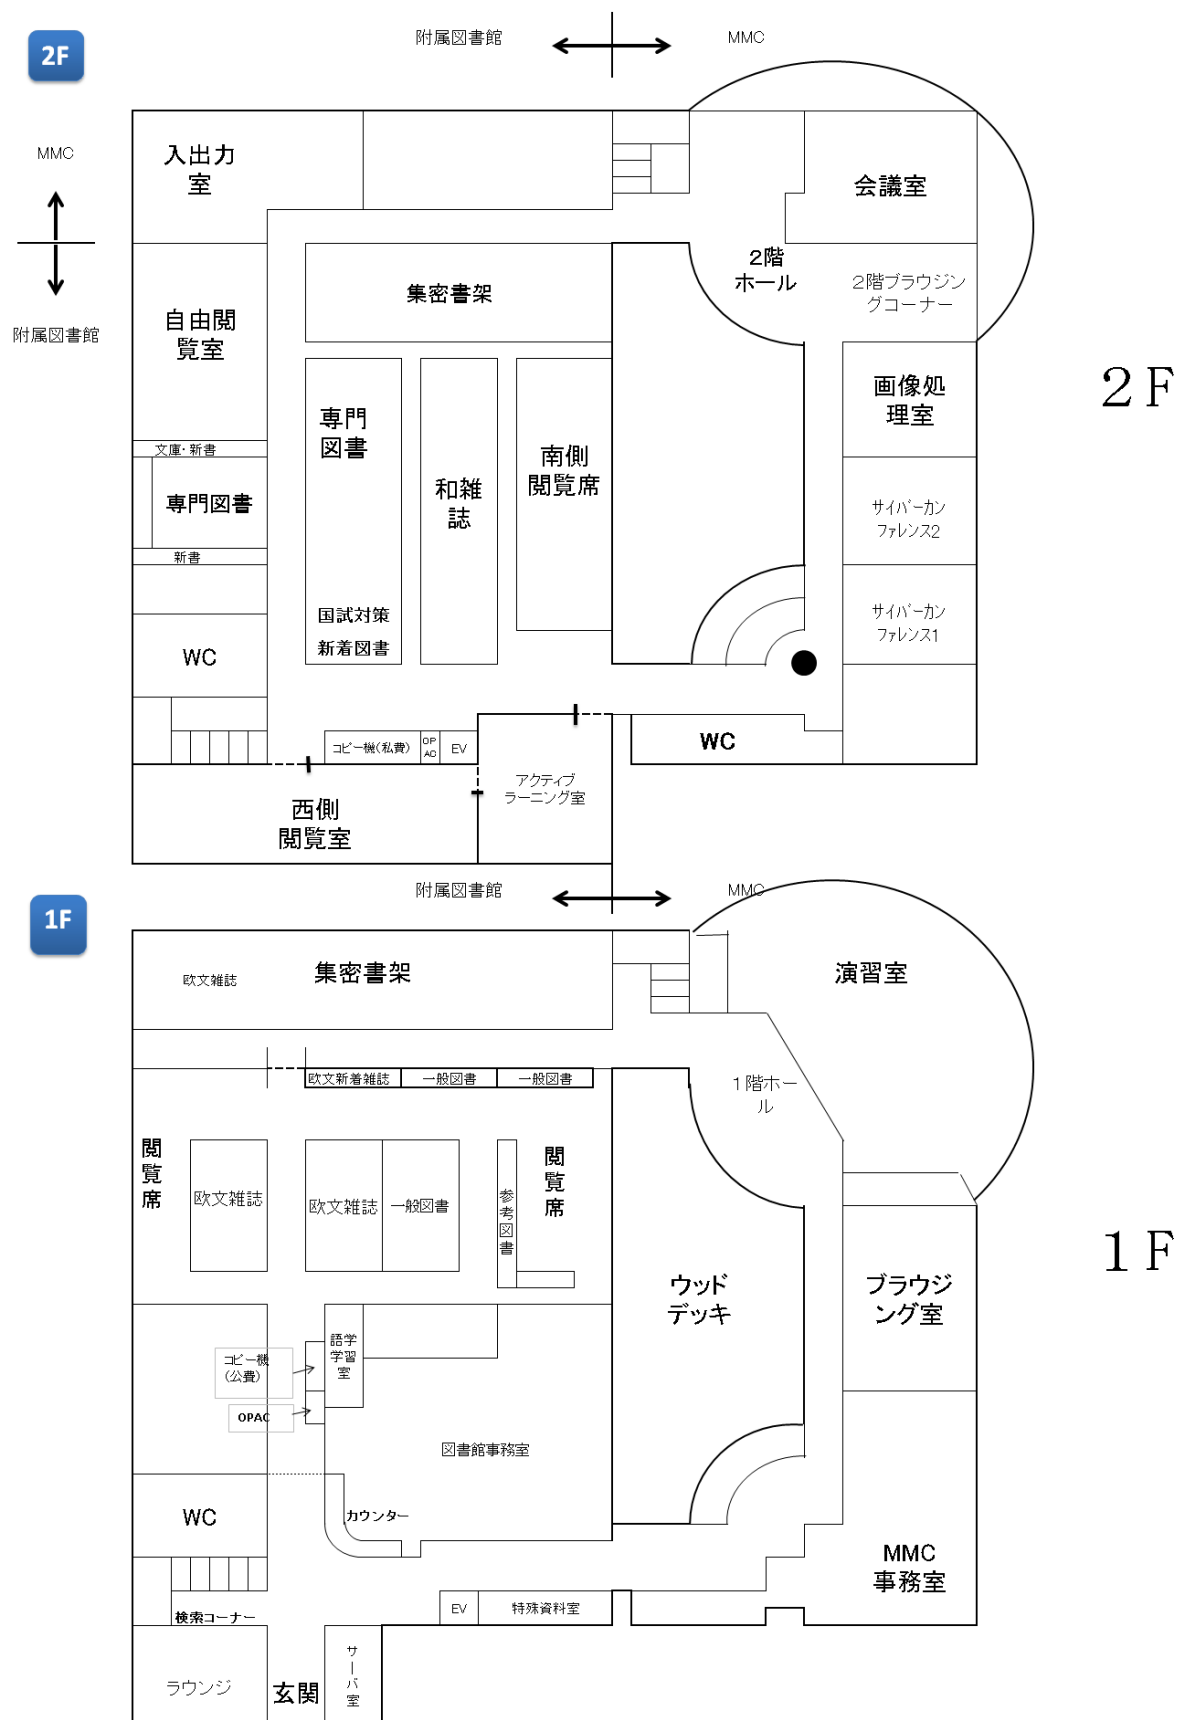 附属図書館
MMC
2F
MMC
附属図書館
入出力
室
会議室
2階
ホール
2階ブラウジン
グコーナー
集密書架
自由閲
覧室
画像処
理室
2F
専門
図書
和雑
誌
南側
閲覧席
文庫・新書
専門図書
新書
サイバーカン
ファレンス2
サイバーカン
ファレンス1
国試対策
新着図書
WC
コピー機(私費)
OP
AC
EV
WC
アクティブ
ラーニング室
西側
閲覧室
附属図書館
MMC
1F
欧文雑誌
集密書架
演習室
欧文新着雑誌
一般図書
一般図書
1階ホー
ル
閲
覧
席
欧文雑誌
欧文雑誌
一般図書
参
考
図
書
閲
覧
席
1F
ウッド
デッキ
ブラウジ
ング室
語学
学習
室
コピー機
(公費)
OPAC
図書館事務室
WC
カウンター
MMC
事務室
検索コーナー
EV
特殊資料室
ラウンジ
玄関
サ
ー
バ
室